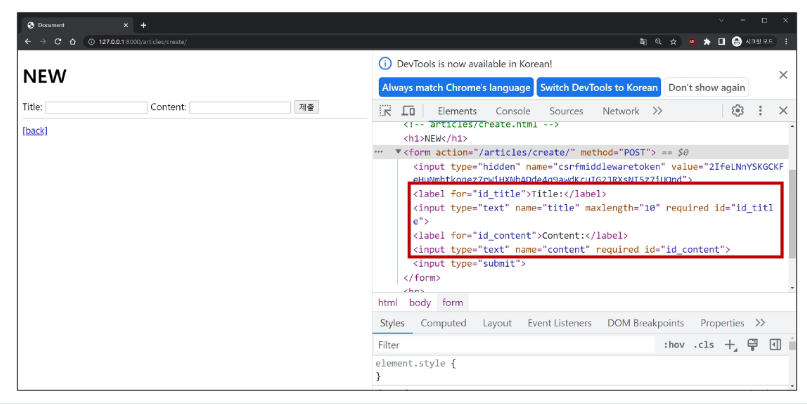 Document
127.0.0.1:8000/articles/create/
시크릿 모드
NEW
Title:
Content:
제출
[back]
DevTools is now available in Korean!
Always match Chrome's language
Switch DevTools to Korean
Don't show again
Elements
Console
Sources
Network
<!-- articles/create.html -->
<h1>NEW</h1>
<form action="/articles/create/" method="POST"> == $0
<input type="hidden" name="csrfmiddlewaretoken" value="2IfeLNnYSKGCKF
<label for="id_title">Title:</label>
<input type="text" name="title" maxlength="10" required id="id_titl
e">
<label for="id_content">Content:</label>
<input type="text" name="content" required id="id_content">
<input type="submit">
</form>
<hr>
html body form
Styles
Computed
Layout
Event Listeners
DOM Breakpoints
Properties
Filter
:hov .cls
element.style {
}